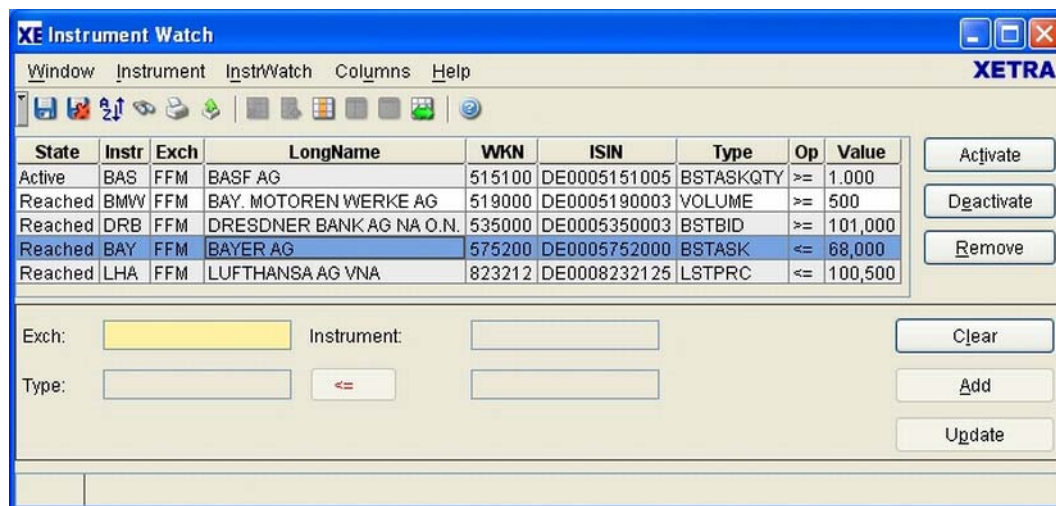 XE Instrument Watch
Window Instrument InstrWatch Columns Help XETRA
State Instr Exch LongName WKN ISIN Type Op Value
Active BAS FFM BASF AG 515100 DE0005151005 BSTASKQTY >= 1.000
Reached BMW FFM BAY. MOTOREN WERKE AG 519000 DE0005190003 VOLUME >= 500
Reached DRB FFM DRESDNER BANK AG NA O.N. 535000 DE0005350003 BSTBID >= 101,000
Reached BAY FFM BAYER AG 575200 DE0005752000 BSTASK <= 68,000
Reached LHA FFM LUFTHANSA AG VNA 823212 DE0008232125 LSTPRC <= 100,500
Activate
Deactivate
Remove
Exch: Instrument: Clear
Type: <= Add
Update